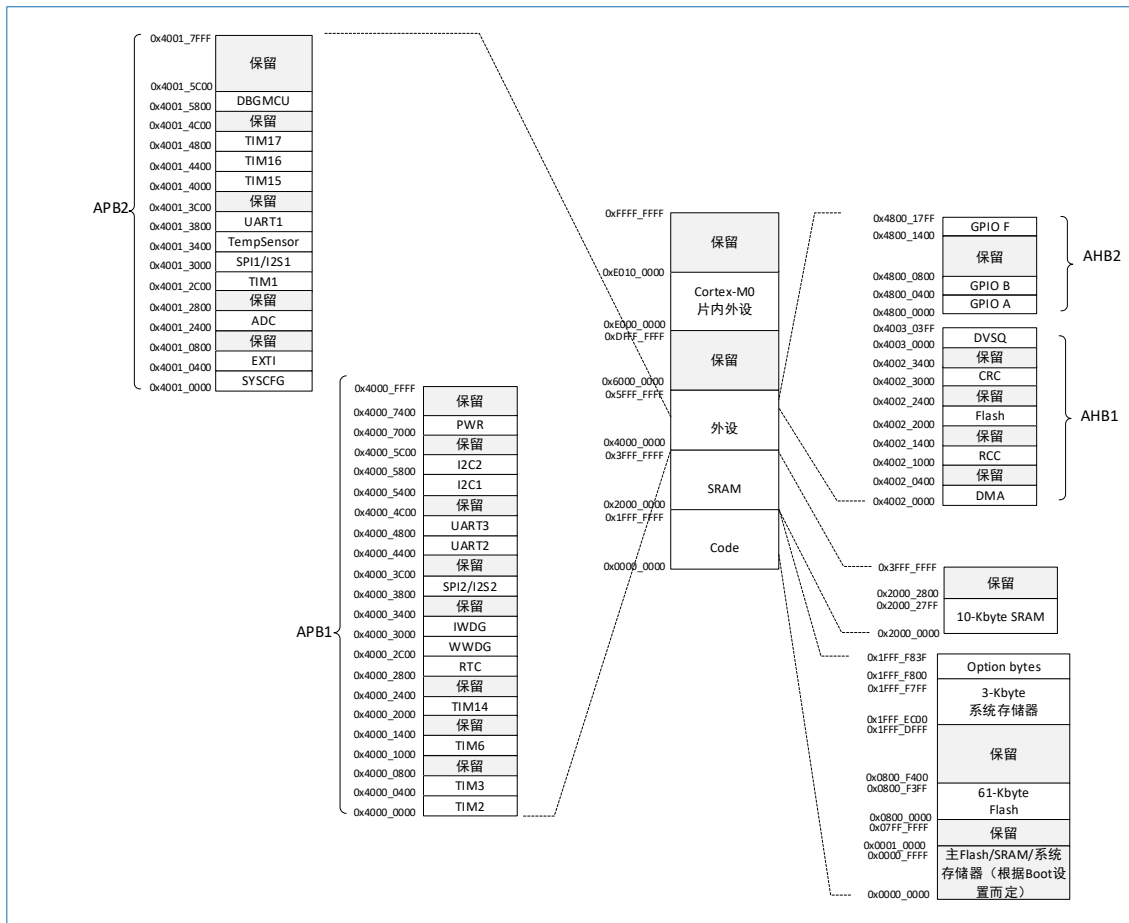 0x4001_7FFF
保留
0x4001_5C00
DBGMCU
0x4001_5800
保留
0x4001_4C00
TIM17
0x4001_4800
TIM16
0x4001_4400
TIM15
0x4001_4000
保留
0x4001_3C00
UART1
0x4001_3800
TempSensor
0x4001_3400
SPI1/I2S1
0x4001_3000
TIM1
0x4001_2C00
保留
0x4001_2800
ADC
0x4001_2400
保留
0x4001_0800
EXTI
0x4001_0400
SYSCFG
0x4001_0000
APB2
0x4000_FFFF
保留
0x4000_7400
PWR
0x4000_7000
保留
0x4000_5C00
I2C2
0x4000_5800
I2C1
0x4000_5400
保留
0x4000_4C00
UART3
0x4000_4800
UART2
0x4000_4400
保留
0x4000_3C00
SPI2/I2S2
0x4000_3800
保留
0x4000_3400
IWDG
0x4000_3000
WWDG
0x4000_2C00
RTC
0x4000_2800
保留
0x4000_2400
TIM14
0x4000_2000
保留
0x4000_1400
TIM6
0x4000_1000
保留
0x4000_0800
TIM3
0x4000_0400
TIM2
0x4000_0000
APB1
0xFFFF_FFFF
保留
0xE010_0000
Cortex-M0
片内外设
0xE000_0000
0xDFFF_FFFF
保留
0x6000_0000
0x5FFF_FFFF
外设
0x4000_0000
0x3FFF_FFFF
SRAM
0x2000_0000
0x1FFF_FFFF
Code
0x0000_0000
0x4800_17FF
GPIO F
0x4800_1400
保留
0x4800_0800
GPIO B
0x4800_0400
GPIO A
0x4800_0000
AHB2
0x4003_03FF
DVSQ
0x4003_0000
保留
0x4002_3400
CRC
0x4002_3000
保留
0x4002_2400
Flash
0x4002_2000
保留
0x4002_1400
RCC
0x4002_1000
保留
0x4002_0400
DMA
0x4002_0000
AHB1
0x3FFF_FFFF
保留
0x2000_2800
0x2000_27FF
10-Kbyte SRAM
0x2000_0000
0x1FFF_F83F
Option bytes
0x1FFF_F800
0x1FFF_F7FF
3-Kbyte
系统存储器
0x1FFF_EC00
0x1FFF_DFFF
保留
0x0800_F400
0x0800_F3FF
61-Kbyte
Flash
0x0800_0000
0x07FF_FFFF
保留
0x0001_0000
0x0000_FFFF
主Flash/SRAM/系统
存储器（根据Boot设
置而定）
0x0000_0000